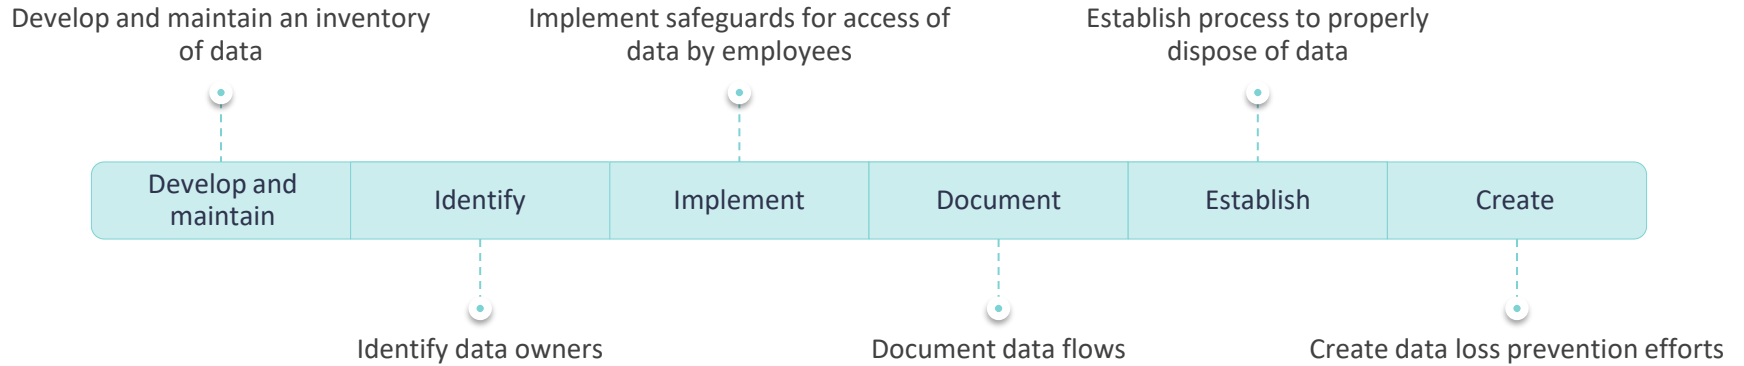 Develop and maintain an inventory
of data
Implement safeguards for access of
data by employees
Establish process to properly
dispose of data
Develop and
maintain
Identify
Implement
Document
Establish
Create
Identify data owners
Document data flows
Create data loss prevention efforts